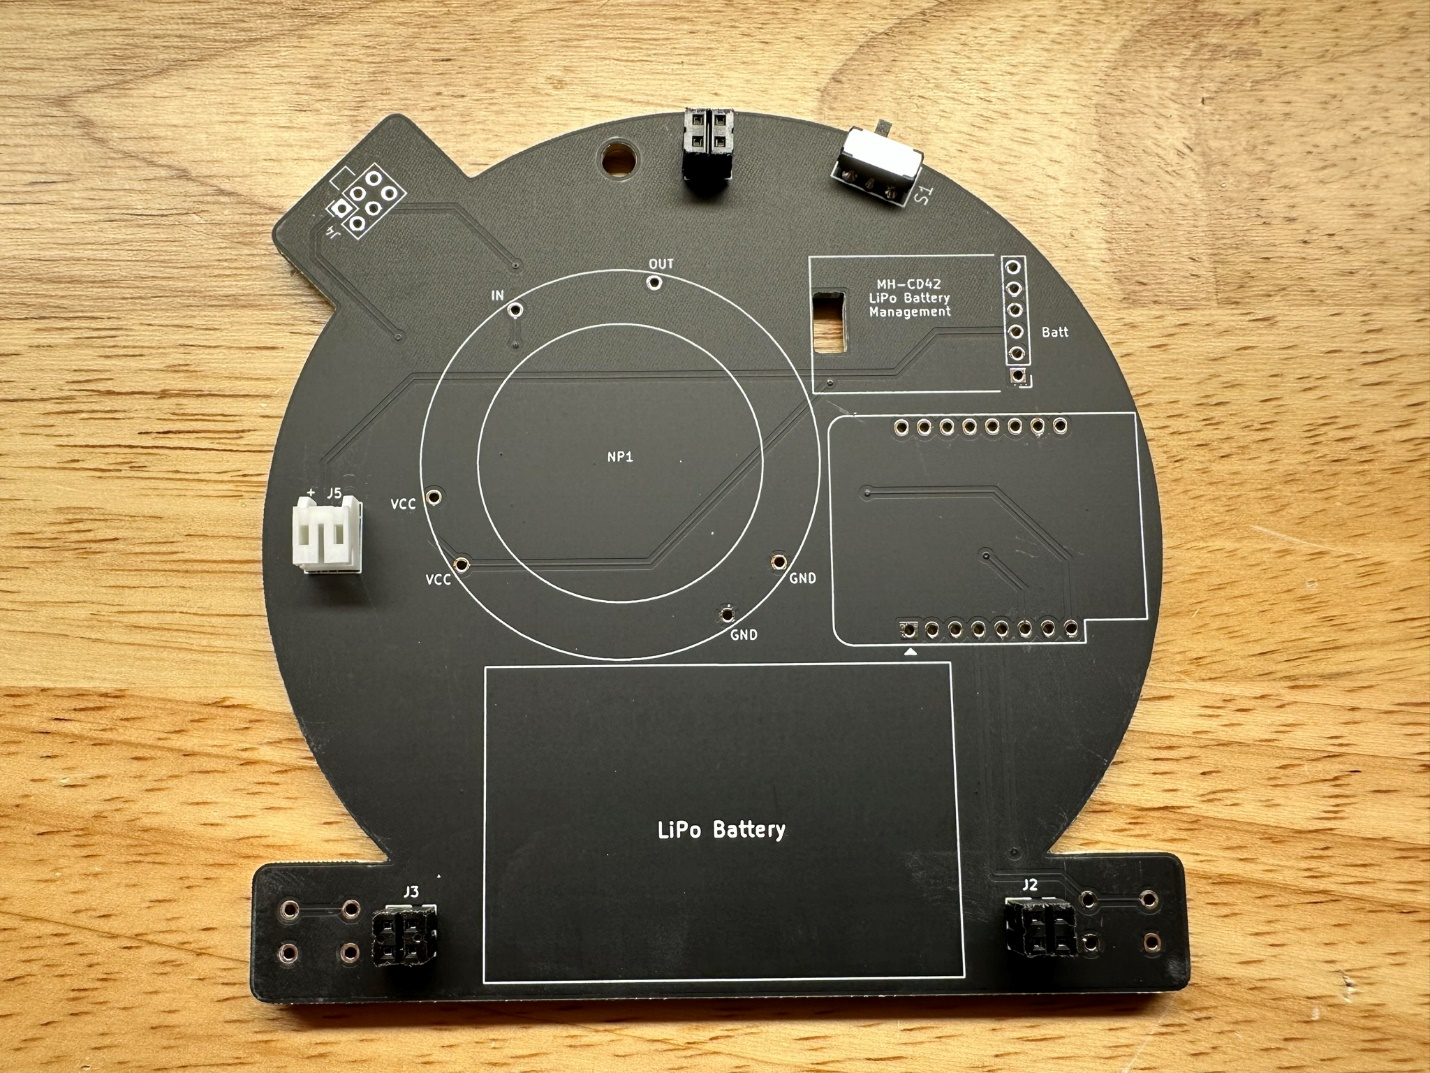 J4
S1
OUT
IN
MH-CD42
LiPo Battery
Management
Batt
NP1
+ J5
VCC
VCC
GND
GND
LiPo Battery
J3
J2